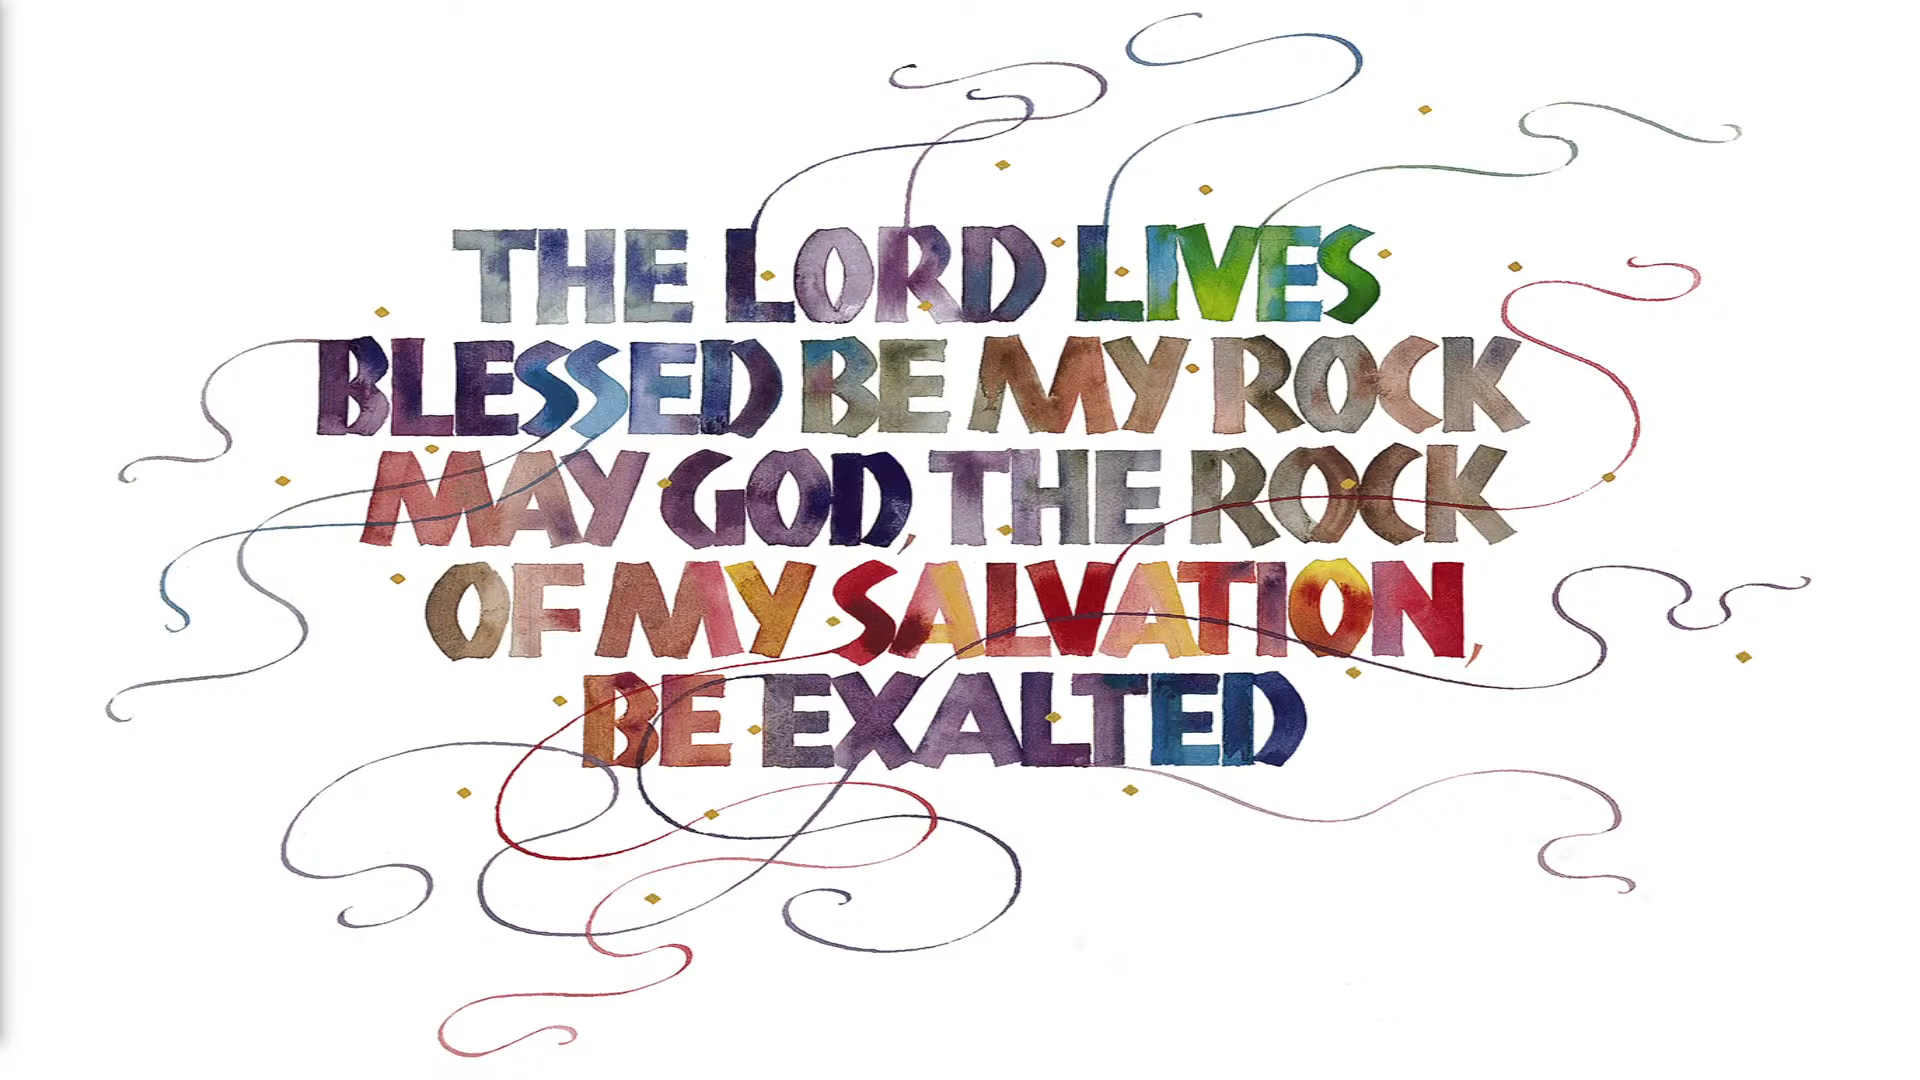 THE LORD LIVES
BLESSED BE MY ROCK
MAY GOD, THE ROCK
OF MY SALVATION,
BE EXALTED